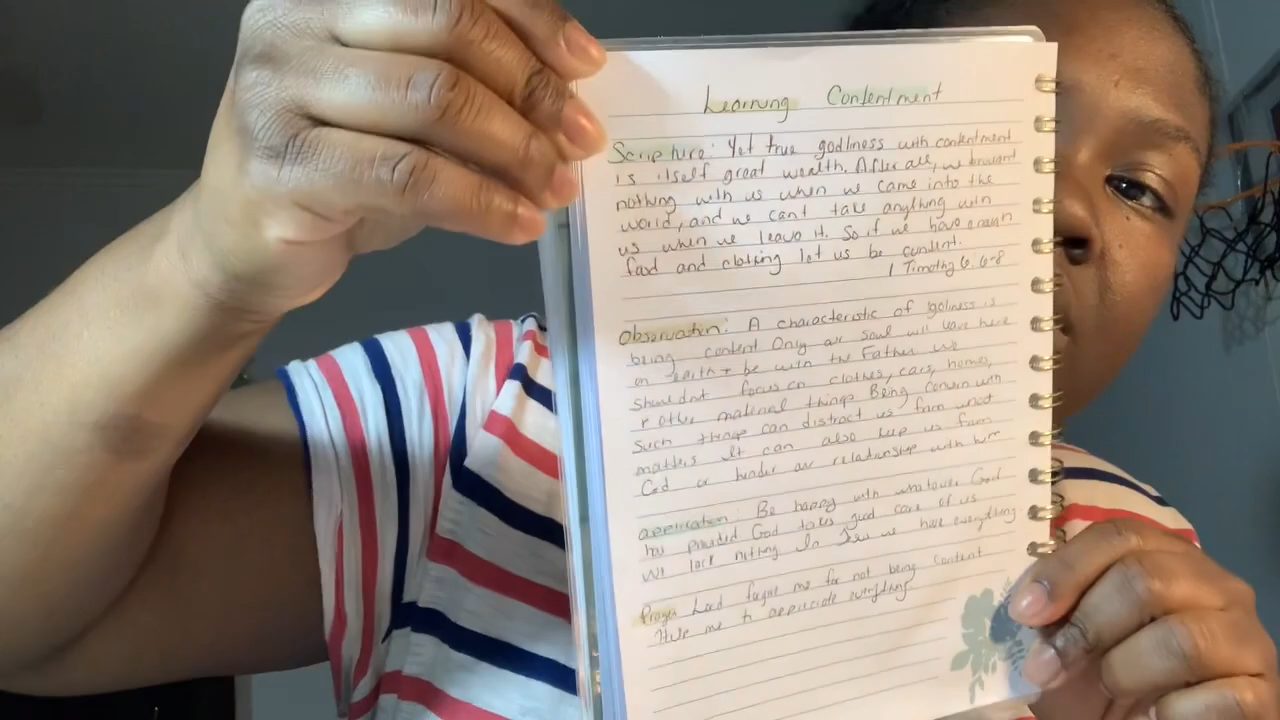 Learning Contentment
Scripture: Yet true godliness with contentment
is itself great wealth. After all, we brought
nothing with us when we came into the
world, and we cant take anything with
us when we leave it. So if we have enough
food and clothing let us be content.
1 Timothy 6:6-8
Observation: A characteristic of goliness is
being content Only our soul will leave here
on earth + be with the Father We
shouldnt focus on clothes, cars, homes,
+ other material things Being concern with
such things can distract us from what
matters It can also keep us from
God or hinder our relationship with him
application: Be happy with whatever God
has provided God takes good care of us
We lack nothing In Jesus we have everything
Prayer Lord forgive me for not being content
Help me to appreciate everything.